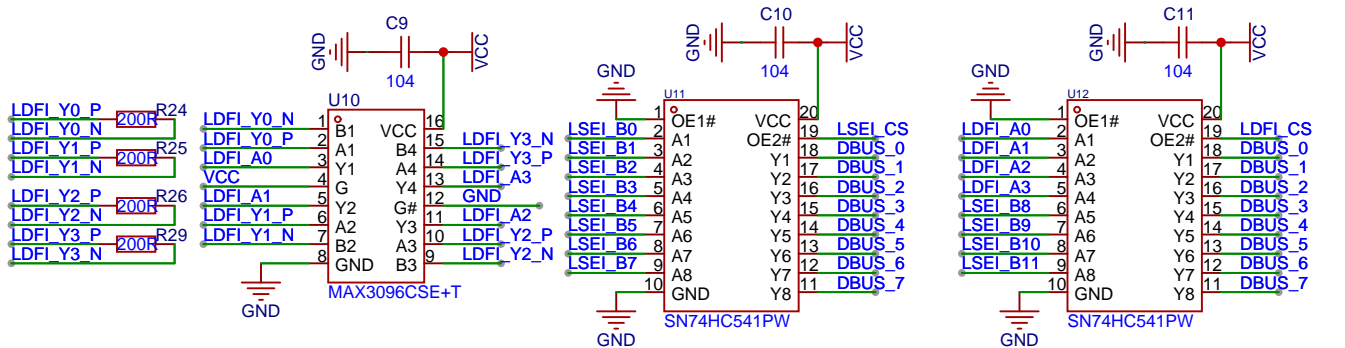 C9
GND
VCC
104
C10
GND
VCC
104
C11
GND
VCC
104
LDFI_Y0_P
200R
R24
LDFI_Y0_N
LDFI_Y1_P
200R
R25
LDFI_Y1_N
LDFI_Y2_P
200R
R26
LDFI_Y2_N
LDFI_Y3_P
200R
R29
LDFI_Y3_N
U10
LDFI_Y0_N 1 B1 VCC 16
LDFI_Y0_P 2 A1 B4 15 LDFI_Y3_N
LDFI_A0 3 Y1 A4 14 LDFI_Y3_P
VCC 4 G Y4 13 LDFI_A3
LDFI_A1 5 Y2 G# 12 GND
LDFI_Y1_P 6 A2 Y3 11 LDFI_A2
LDFI_Y1_N 7 B2 A3 10 LDFI_Y2_P
8 GND B3 9 LDFI_Y2_N
MAX3096CSE+T
GND
GND
U11
1 OE1# VCC 20
LSEI_B0 2 A1 OE2# 19 LSEI_CS
LSEI_B1 3 A2 Y1 18 DBUS_0
LSEI_B2 4 A3 Y2 17 DBUS_1
LSEI_B3 5 A4 Y3 16 DBUS_2
LSEI_B4 6 A5 Y4 15 DBUS_3
LSEI_B5 7 A6 Y5 14 DBUS_4
LSEI_B6 8 A7 Y6 13 DBUS_5
LSEI_B7 9 A8 Y7 12 DBUS_6
10 GND Y8 11 DBUS_7
SN74HC541PW
GND
GND
U12
1 OE1# VCC 20
LDFI_A0 2 A1 OE2# 19 LDFI_CS
LDFI_A1 3 A2 Y1 18 DBUS_0
LDFI_A2 4 A3 Y2 17 DBUS_1
LDFI_A3 5 A4 Y3 16 DBUS_2
LSEI_B8 6 A5 Y4 15 DBUS_3
LSEI_B9 7 A6 Y5 14 DBUS_4
LSEI_B10 8 A7 Y6 13 DBUS_5
LSEI_B11 9 A8 Y7 12 DBUS_6
10 GND Y8 11 DBUS_7
SN74HC541PW
GND